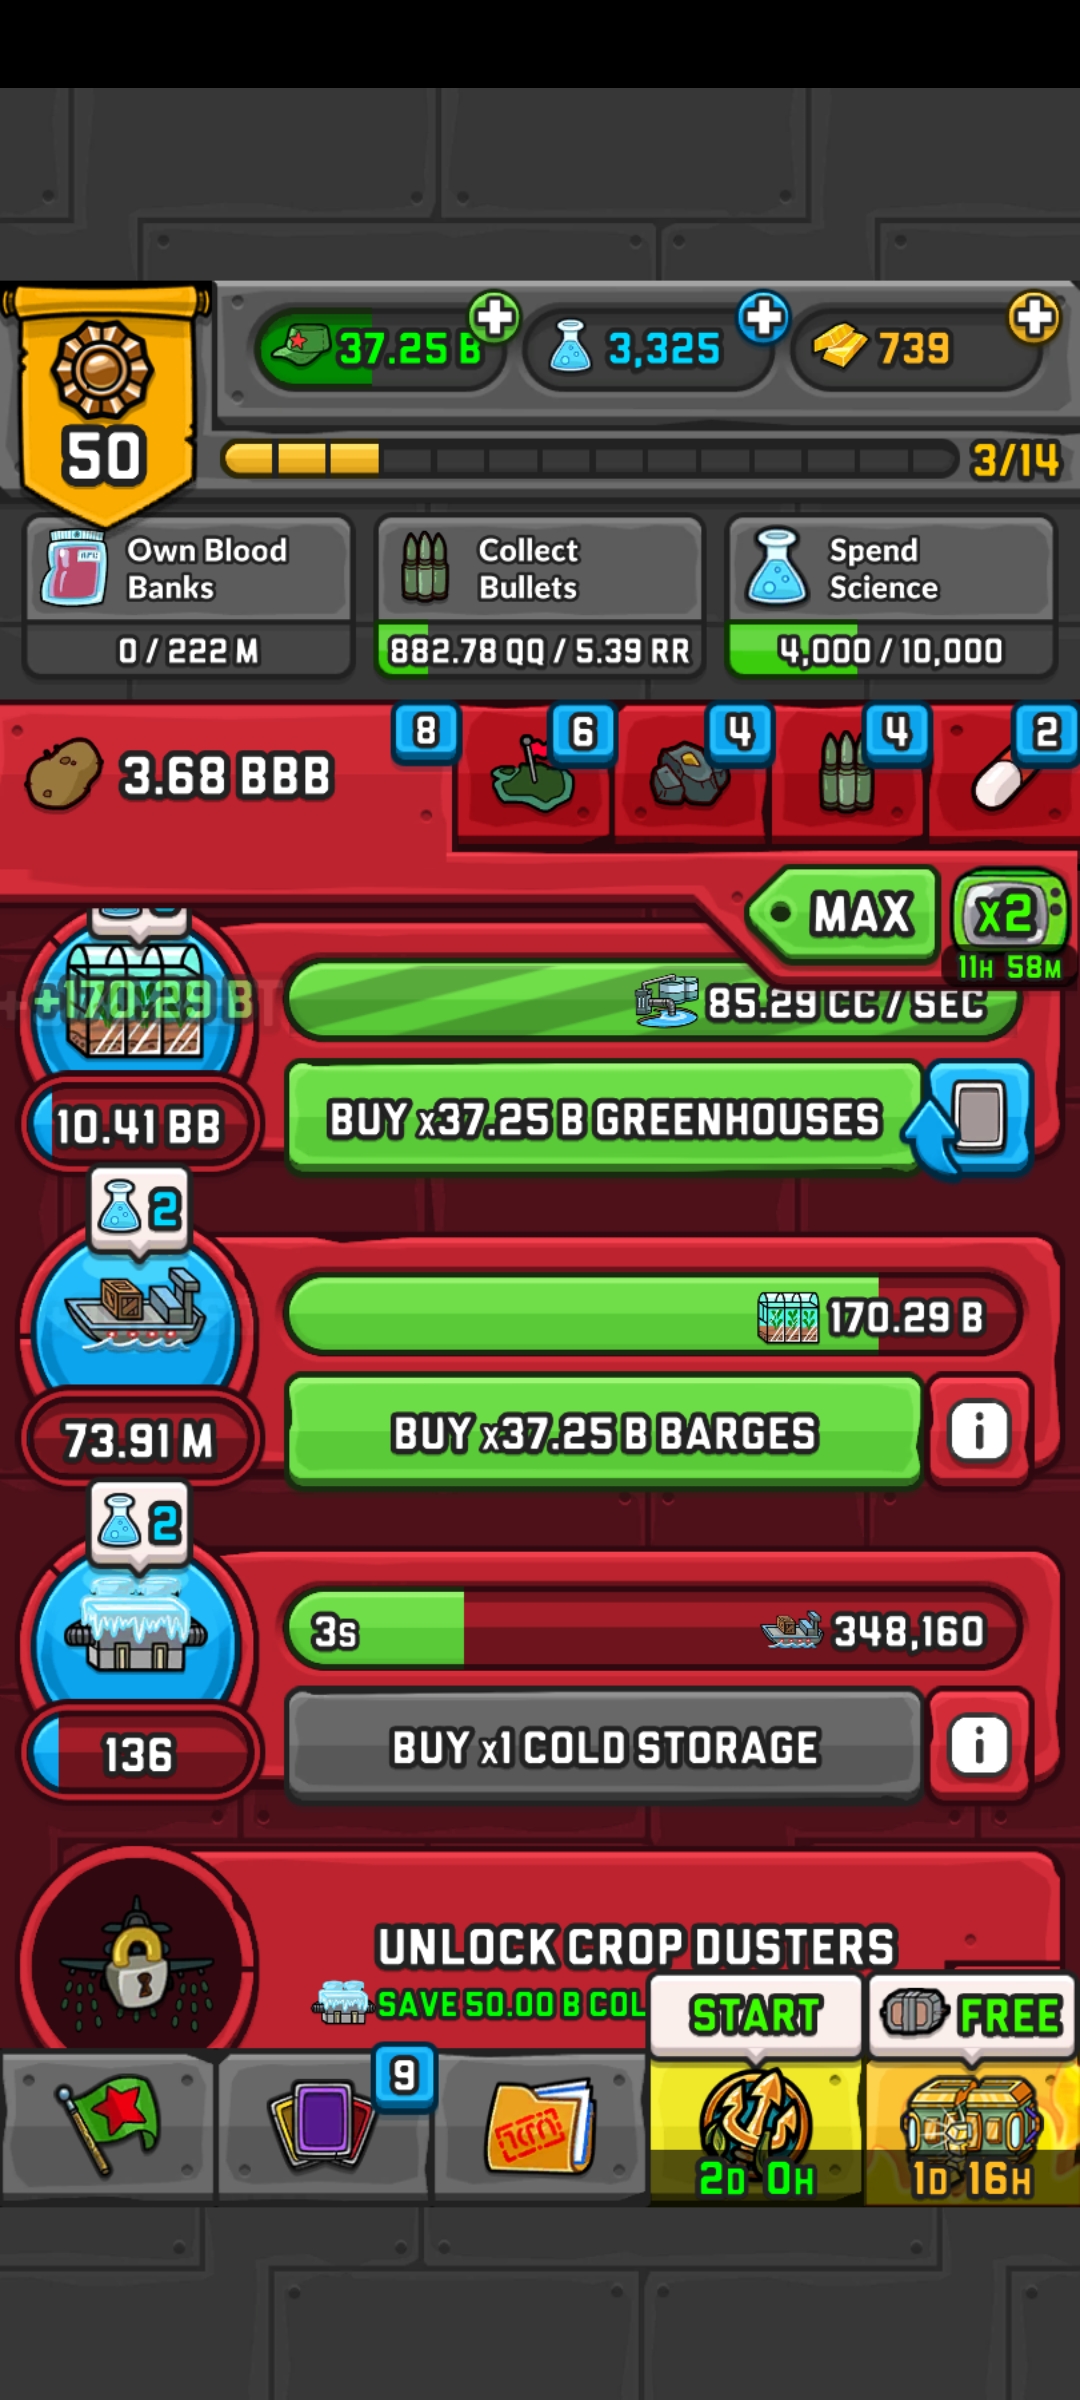 37.25 B
3,325
739
50
3/14
Own Blood
Banks
0 / 222 M
Collect
Bullets
882.78 QQ / 5.39 RR
Spend
Science
4,000 / 10,000
3.68 BBB
8
6
4
4
2
MAX
x2
11H 58M
+170.29 B
85.29 CC / SEC
10.41 BB
BUY x37.25 B GREENHOUSES
2
170.29 B
73.91 M
BUY x37.25 B BARGES
i
2
3s
348,160
136
BUY x1 COLD STORAGE
i
UNLOCK CROP DUSTERS
SAVE 50.00 B COL
START
FREE
9
2D 0H
1D 16H